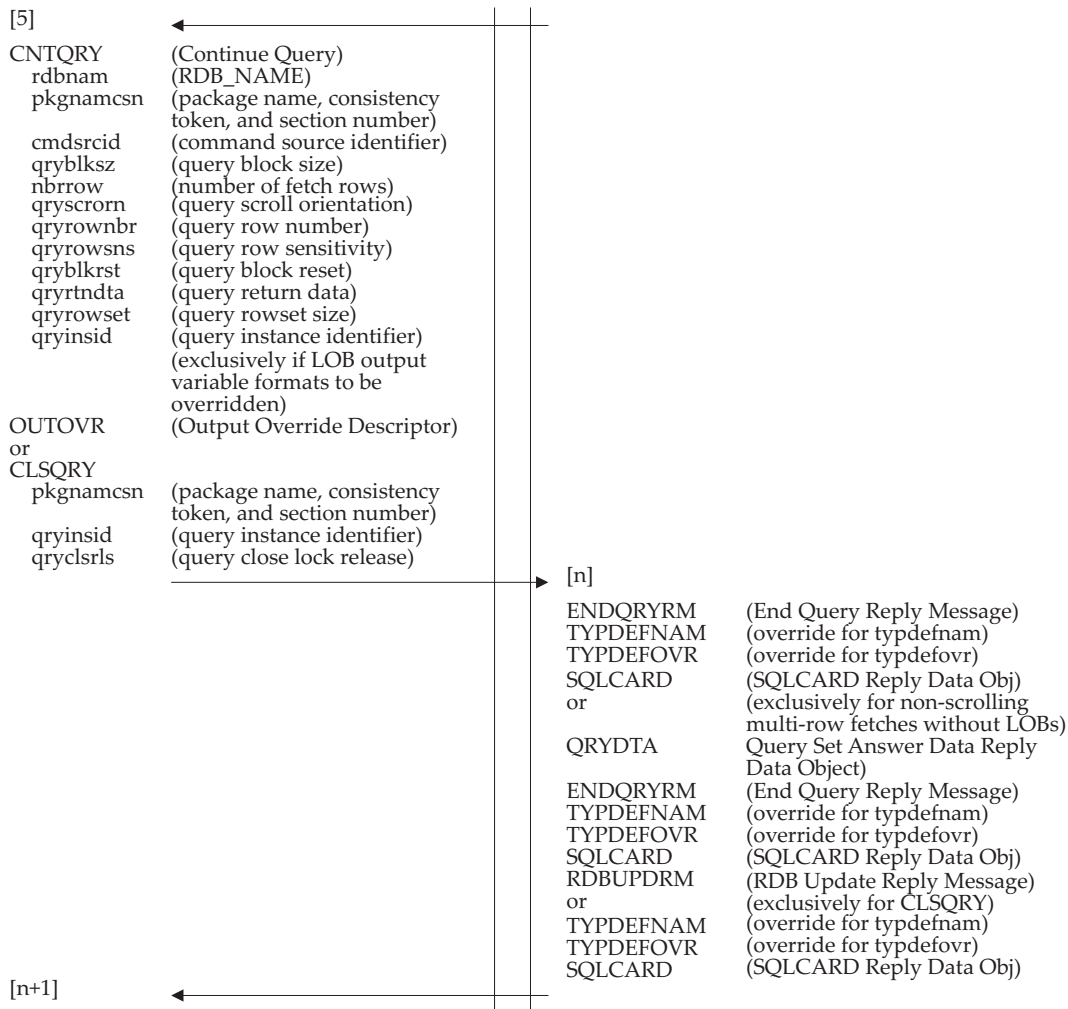 [5]
CNTQRY (Continue Query)
rdbnam (RDB_NAME)
pkgnamcsn (package name, consistency
token, and section number)
cmdsrcid (command source identifier)
qryblksz (query block size)
nbrrow (number of fetch rows)
qryscrorn (query scroll orientation)
qryrownbr (query row number)
qryrowsns (query row sensitivity)
qryblkrst (query block reset)
qryrtndta (query return data)
qryrowset (query rowset size)
qryinsid (query instance identifier)
(exclusively if LOB output
variable formats to be
overridden)
OUTOVR (Output Override Descriptor)
or
CLSQRY
pkgnamcsn (package name, consistency
token, and section number)
qryinsid (query instance identifier)
qryclsrls (query close lock release)
[n]
ENDQRYRM (End Query Reply Message)
TYPDEFNAM (override for typdefnam)
TYPDEFOVR (override for typdefovr)
SQLCARD (SQLCARD Reply Data Obj)
or (exclusively for non-scrolling
multi-row fetches without LOBs)
QRYDTA Query Set Answer Data Reply
Data Object)
ENDQRYRM (End Query Reply Message)
TYPDEFNAM (override for typdefnam)
TYPDEFOVR (override for typdefovr)
SQLCARD (SQLCARD Reply Data Obj)
RDBUPDRM (RDB Update Reply Message)
or (exclusively for CLSQRY)
TYPDEFNAM (override for typdefnam)
TYPDEFOVR (override for typdefovr)
SQLCARD (SQLCARD Reply Data Obj)
[n+1]